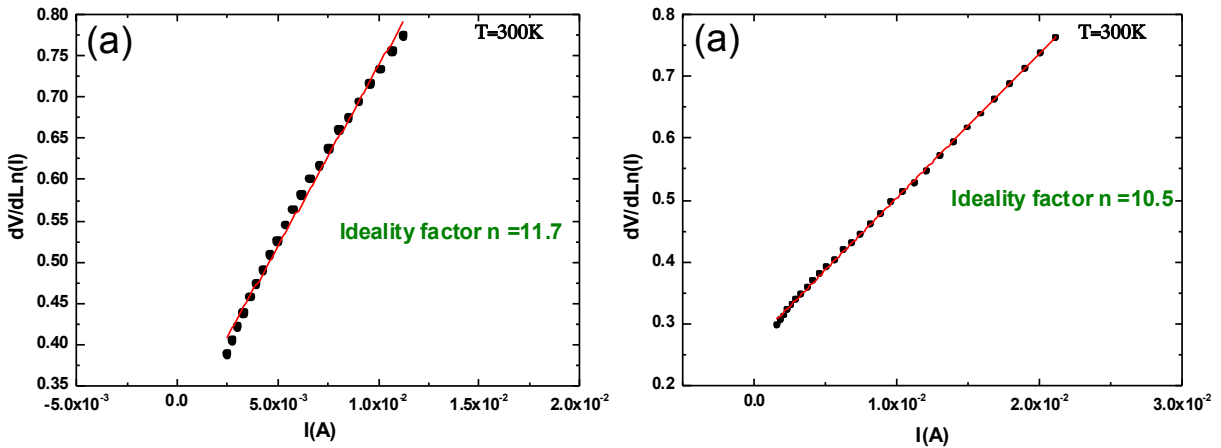 (a)
T=300K
0.80
0.75
0.70
0.65
0.60
0.55
0.50
0.45
0.40
0.35
dV/dLn(I)
Ideality factor n =11.7
-5.0x10⁻³
0.0
5.0x10⁻³
1.0x10⁻²
1.5x10⁻²
2.0x10⁻²
I(A)
(a)
T=300K
0.8
0.7
0.6
0.5
0.4
0.3
0.2
dV/dLn(I)
Ideality factor n =10.5
0.0
1.0x10⁻²
2.0x10⁻²
3.0x10⁻²
I(A)